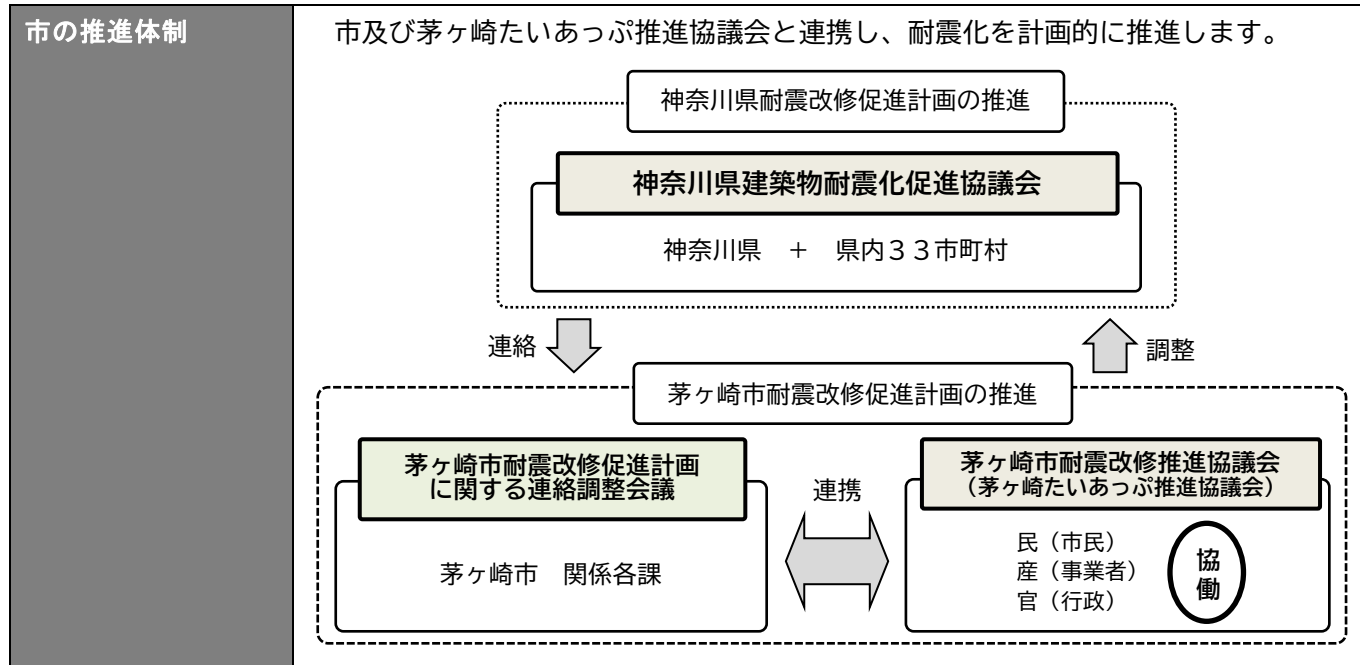 市の推進体制
市及び茅ヶ崎たいあっぷ推進協議会と連携し、耐震化を計画的に推進します。
神奈川県耐震改修促進計画の推進
神奈川県建築物耐震化促進協議会
神奈川県 + 県内33市町村
連絡
調整
茅ヶ崎市耐震改修促進計画の推進
茅ヶ崎市耐震改修促進計画
に関する連絡調整会議
茅ヶ崎市 関係各課
連携
茅ヶ崎市耐震改修推進協議会
(茅ヶ崎たいあっぷ推進協議会)
民(市民)
産(事業者)
官(行政)
協
働